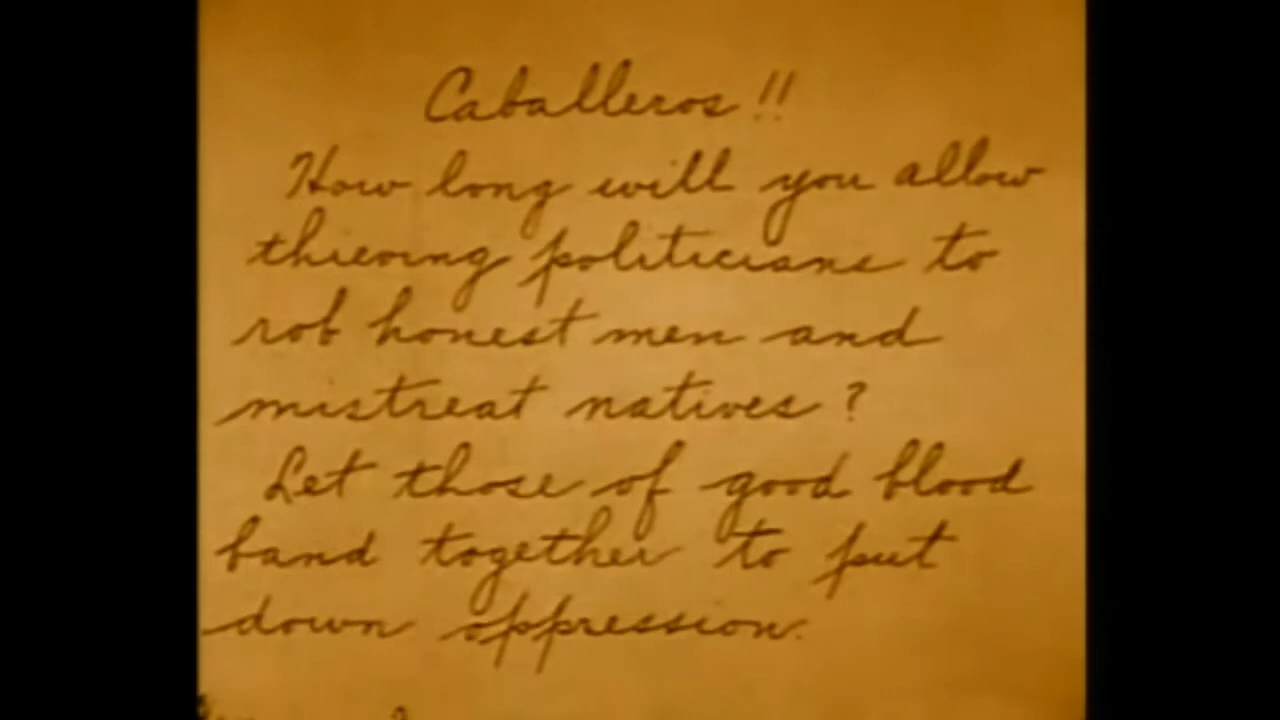 Caballeros!!
How long will you allow
thieving politicians to
rob honest men and
mistreat natives?
Let those of good blood
band together to put
down oppression.